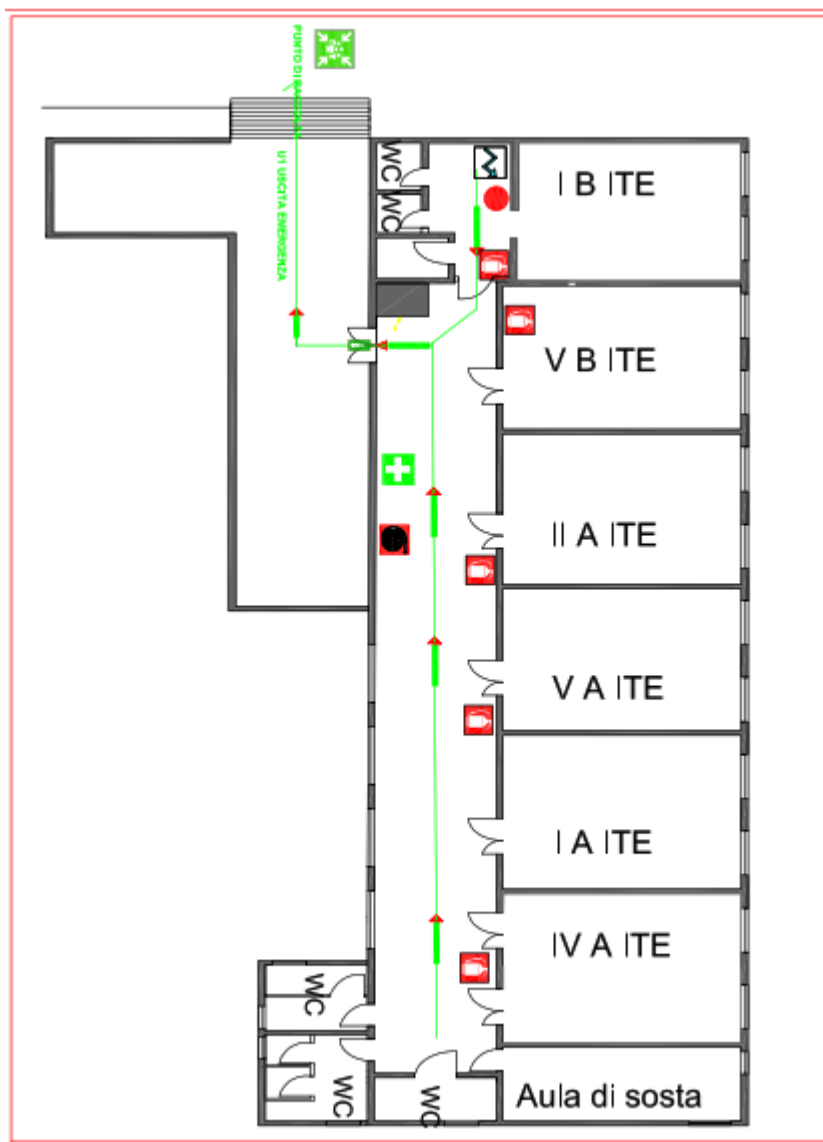 PUNTO DI RACCOLTA
U1 USCITA EMERGENZA
WC
WC
I B ITE
V B ITE
II A ITE
V A ITE
I A ITE
IV A ITE
WC
WC
WC
Aula di sosta